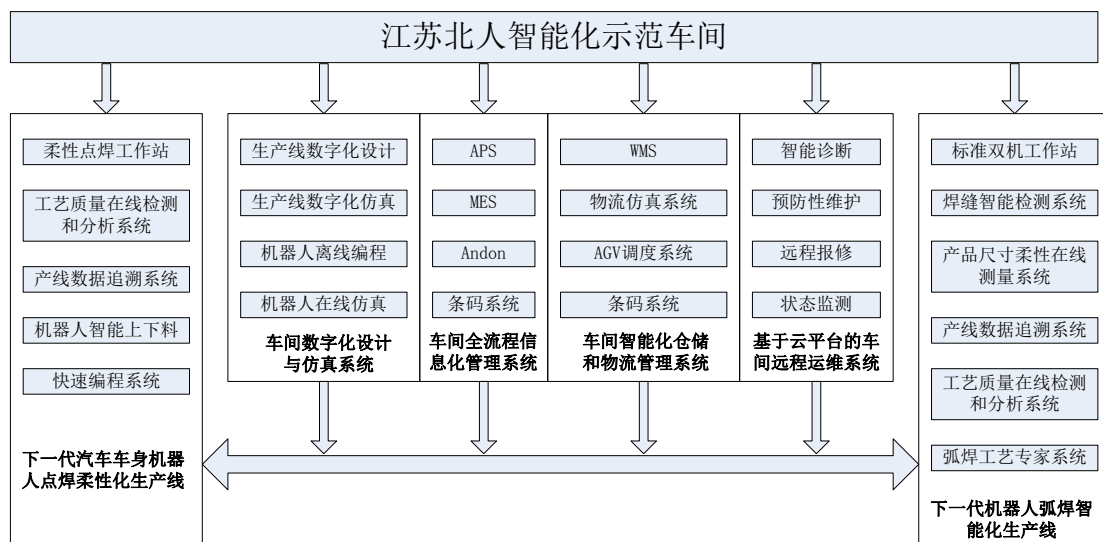 江苏北人智能化示范车间
柔性点焊工作站
工艺质量在线检测
和分析系统
产线数据追溯系统
机器人智能上下料
快速编程系统
下一代汽车车身机器
人点焊柔性化生产线
生产线数字化设计
生产线数字化仿真
机器人离线编程
机器人在线仿真
车间数字化设计
与仿真系统
APS
MES
Andon
条码系统
车间全流程信
息化管理系统
WMS
物流仿真系统
AGV调度系统
条码系统
车间智能化仓储
和物流管理系统
智能诊断
预防性维护
远程报修
状态监测
基于云平台的车
间远程运维系统
标准双机工作站
焊缝智能检测系统
产品尺寸柔性在线
测量系统
产线数据追溯系统
工艺质量在线检测
和分析系统
弧焊工艺专家系统
下一代机器人弧焊智
能化生产线